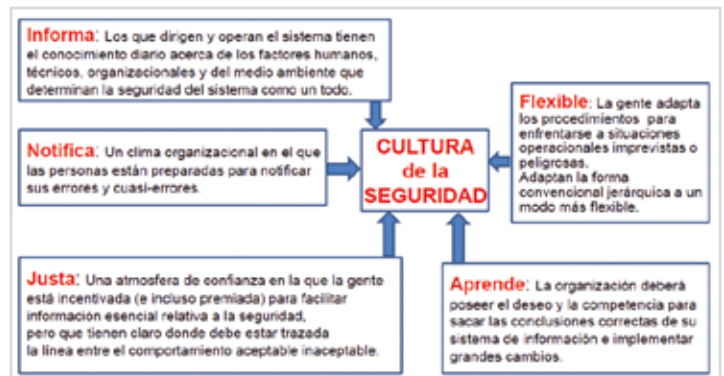 Informa: Los que dirigen y operan el sistema tienen
el conocimiento diario acerca de los factores humanos,
técnicos, organizacionales y del medio ambiente que
determinan la seguridad del sistema como un todo.
Notifica: Un clima organizacional en el que
las personas están preparadas para notificar
sus errores y cuasi-errores.
CULTURA
de la
SEGURIDAD
Flexible: La gente adapta
los procedimientos para
enfrentarse a situaciones
operacionales imprevistas o
peligrosas.
Adaptan la forma
convencional jerárquica a un
modo más flexible.
Justa: Una atmosfera de confianza en la que la gente
está incentivada (e incluso premiada) para facilitar
información esencial relativa a la seguridad,
pero que tienen claro donde debe estar trazada
la línea entre el comportamiento aceptable inaceptable.
Aprende: La organización deberá
poseer el deseo y la competencia para
sacar las conclusiones correctas de su
sistema de información e implementar
grandes cambios.